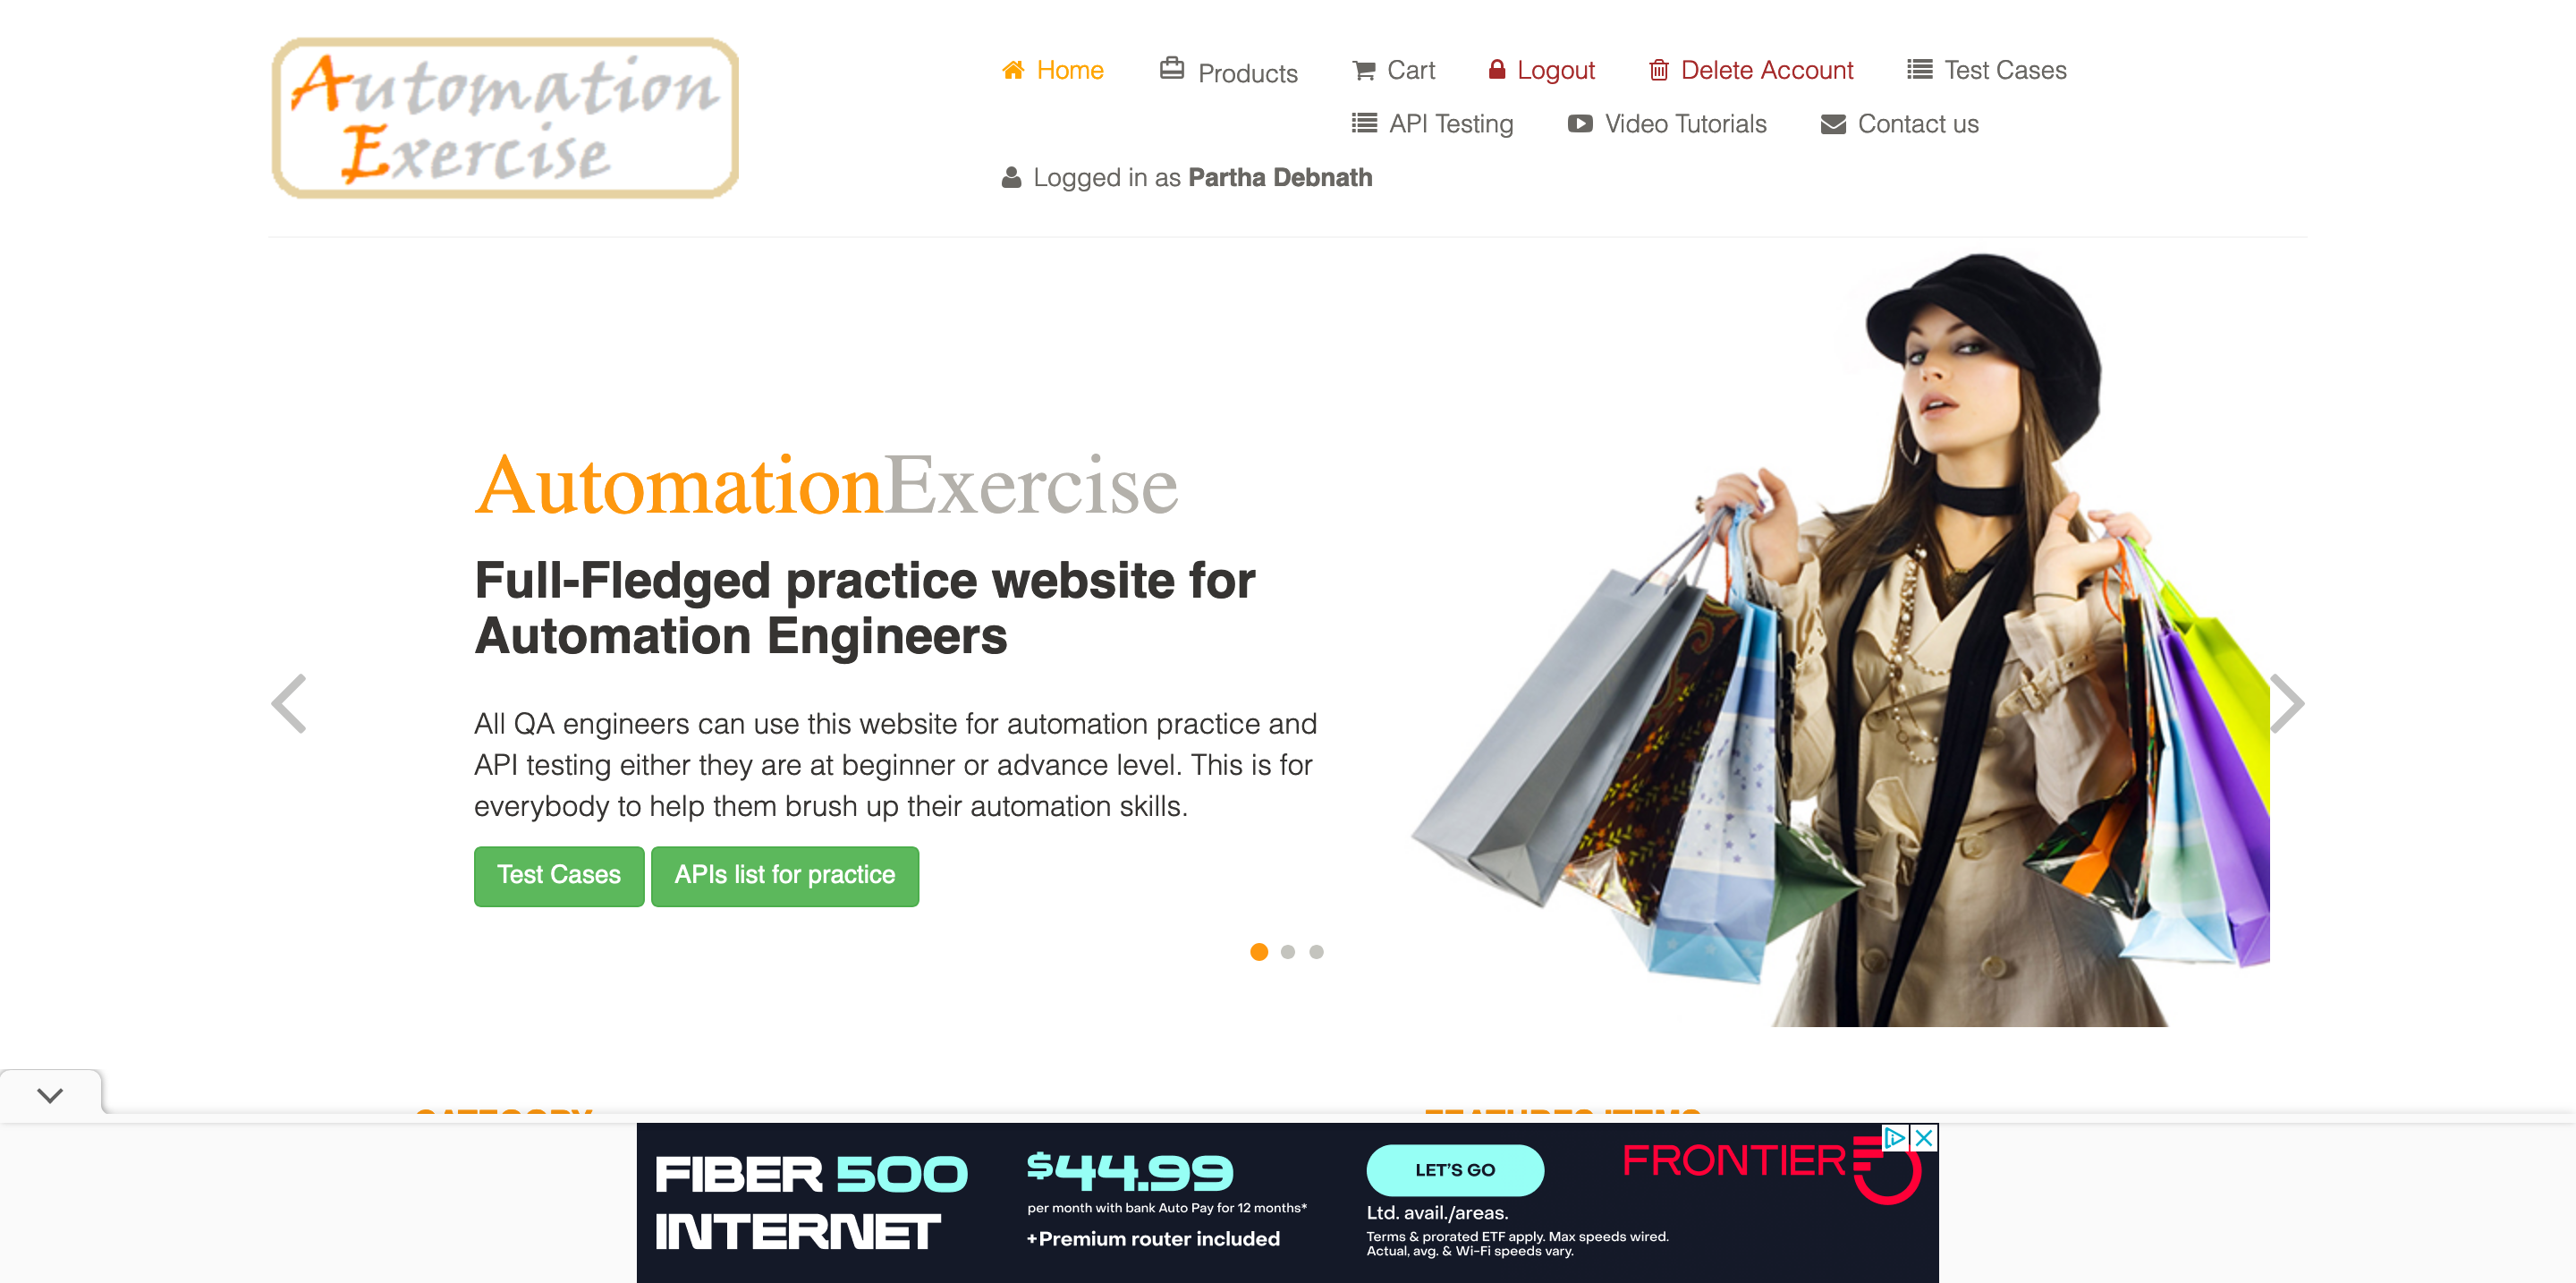 Automation
Exercise
Home Products Cart Logout Delete Account Test Cases
API Testing Video Tutorials Contact us
Logged in as Partha Debnath
AutomationExercise
Full-Fledged practice website for
Automation Engineers
All QA engineers can use this website for automation practice and
API testing either they are at beginner or advance level. This is for
everybody to help them brush up their automation skills.
Test Cases APIs list for practice
CATEGORY FEATURES ITEMS
FIBER 500
INTERNET
$44.99
per month with bank Auto Pay for 12 months*
+Premium router included
LET'S GO
Ltd. avail./areas.
Terms & prorated ETF apply. Max speeds wired.
Actual, avg. & Wi-Fi speeds vary.
FRONTIER